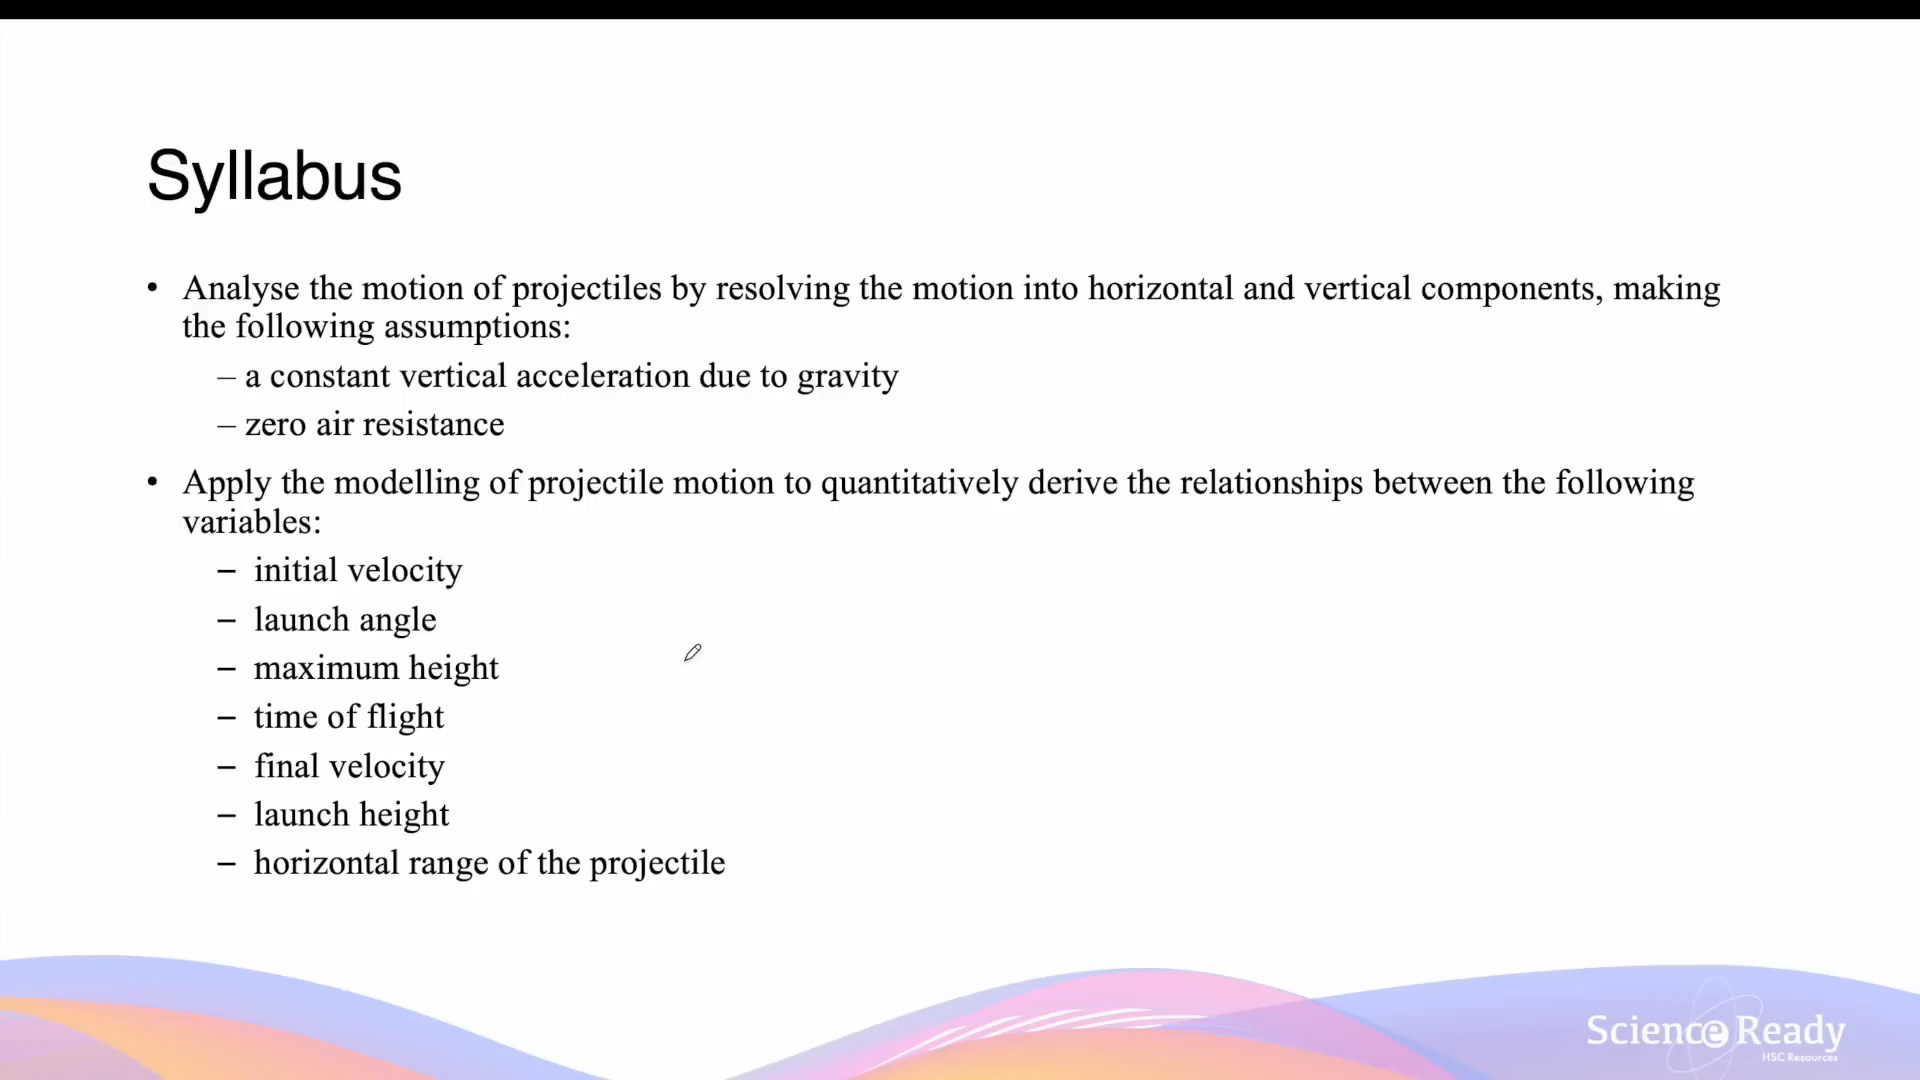 Syllabus
• Analyse the motion of projectiles by resolving the motion into horizontal and vertical components, making
the following assumptions:
– a constant vertical acceleration due to gravity
– zero air resistance
• Apply the modelling of projectile motion to quantitatively derive the relationships between the following
variables:
– initial velocity
– launch angle
– maximum height
– time of flight
– final velocity
– launch height
– horizontal range of the projectile
Science Ready
HSC Resources